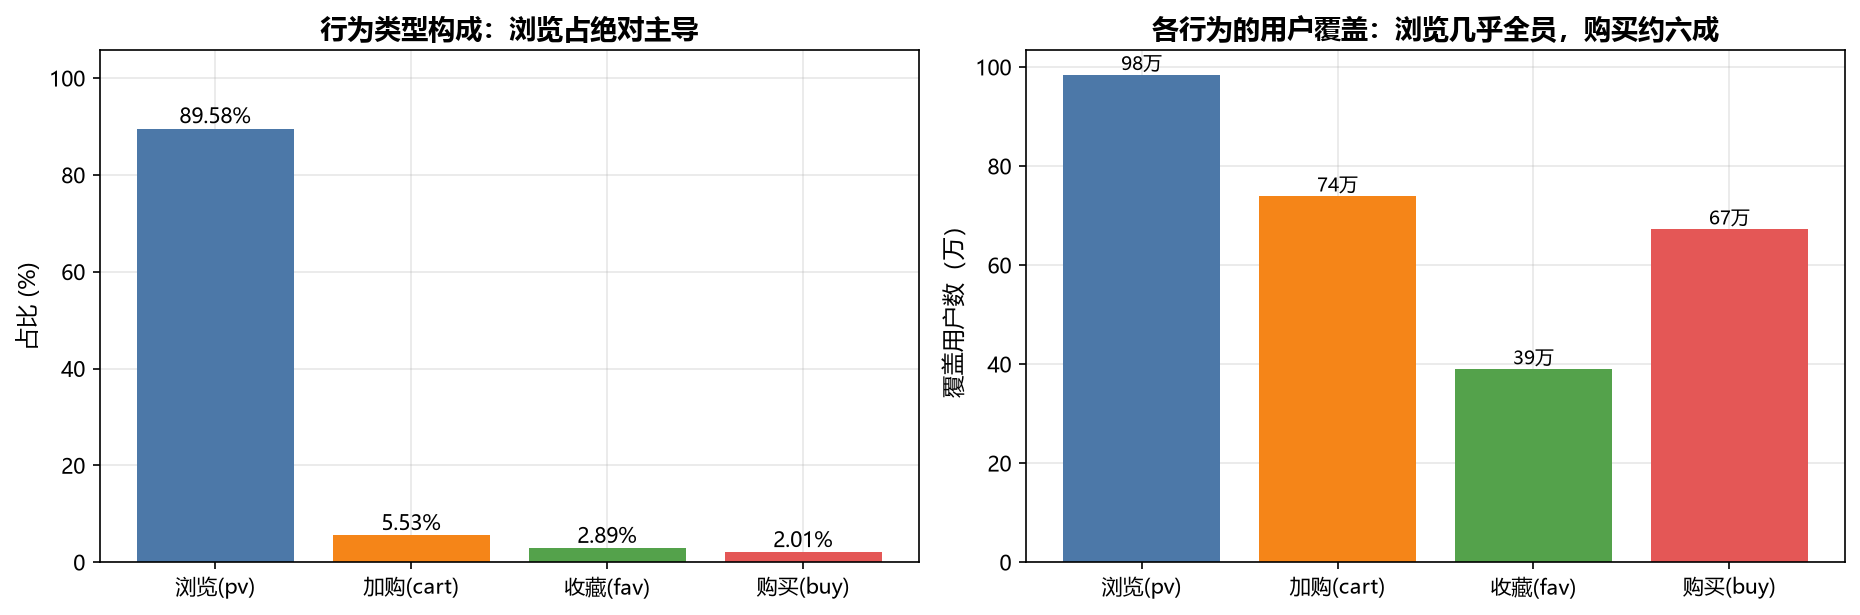 行为类型构成：浏览占绝对主导
占比 (%)
100
80
60
40
20
0
89.58%
5.53%
2.89%
2.01%
浏览(pv)
加购(cart)
收藏(fav)
购买(buy)
各行为的用户覆盖：浏览几乎全员，购买约六成
覆盖用户数（万）
100
80
60
40
20
0
98万
74万
39万
67万
浏览(pv)
加购(cart)
收藏(fav)
购买(buy)